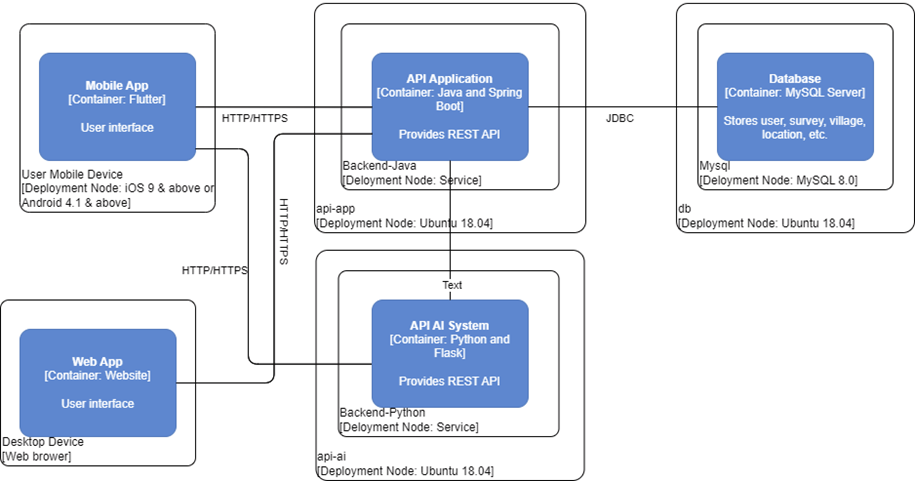 Mobile App
[Container: Flutter]
User interface
User Mobile Device
[Deployment Node: iOS 9 & above or
Android 4.1 & above]
HTTP/HTTPS
API Application
[Container: Java and Spring
Boot]
Provides REST API
Backend-Java
[Deloyment Node: Service]
api-app
[Deployment Node: Ubuntu 18.04]
JDBC
Database
[Container: MySQL Server]
Stores user, survey, village,
location, etc.
Mysql
[Deloyment Node: MySQL 8.0]
db
[Deployment Node: Ubuntu 18.04]
HTTP/HTTPS
HTTP/HTTPS
Text
Web App
[Container: Website]
User interface
Desktop Device
[Web brower]
API AI System
[Container: Python and
Flask]
Provides REST API
Backend-Python
[Deloyment Node: Service]
api-ai
[Deployment Node: Ubuntu 18.04]